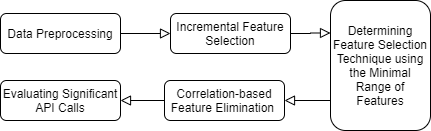 Data Preprocessing
Incremental Feature
Selection
Determining
Feature Selection
Technique using
the Minimal
Range of
Features
Correlation-based
Feature Elimination
Evaluating Significant
API Calls